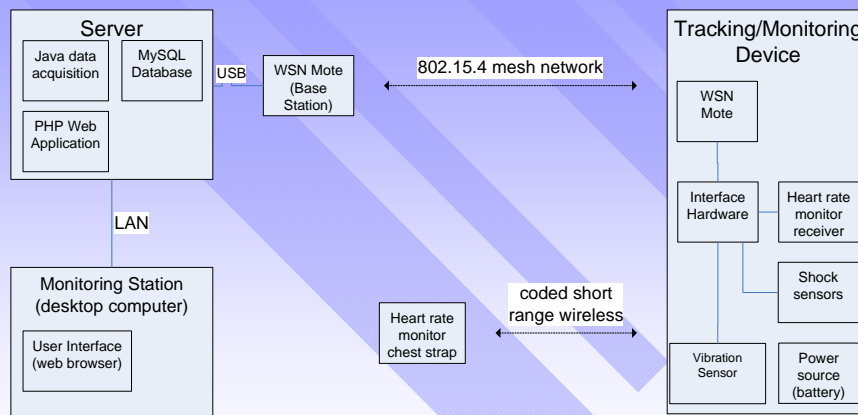 Server
Java data
acquisition
MySQL
Database
PHP Web
Application
USB
WSN Mote
(Base
Station)
802.15.4 mesh network
Tracking/Monitoring
Device
WSN
Mote
Interface
Hardware
Heart rate
monitor
receiver
Shock
sensors
Vibration
Sensor
Power
source
(battery)
LAN
Monitoring Station
(desktop computer)
User Interface
(web browser)
Heart rate
monitor
chest strap
coded short
range wireless